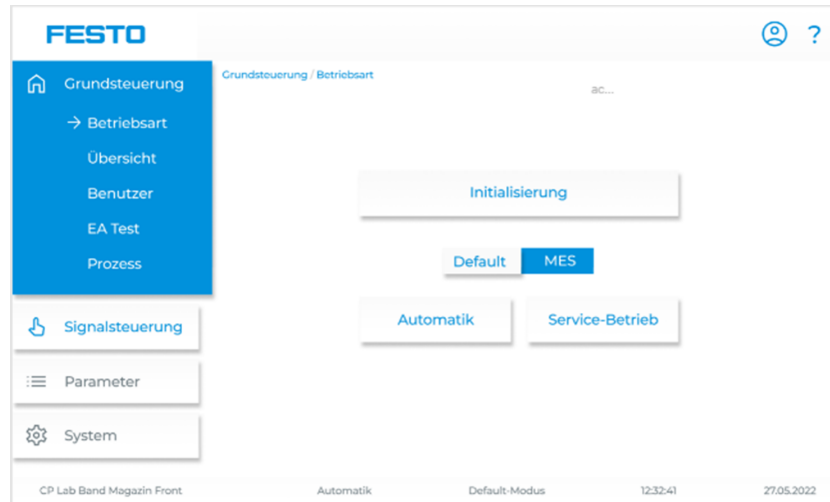 FESTO
?
Grundsteuerung
→ Betriebsart
Übersicht
Benutzer
EA Test
Prozess
Signalsteuerung
Parameter
System
Grundsteuerung / Betriebsart
ac...
Initialisierung
Default MES
Automatik Service-Betrieb
CP Lab Band Magazin Front Automatik Default-Modus 12:32:41 27.05.2022